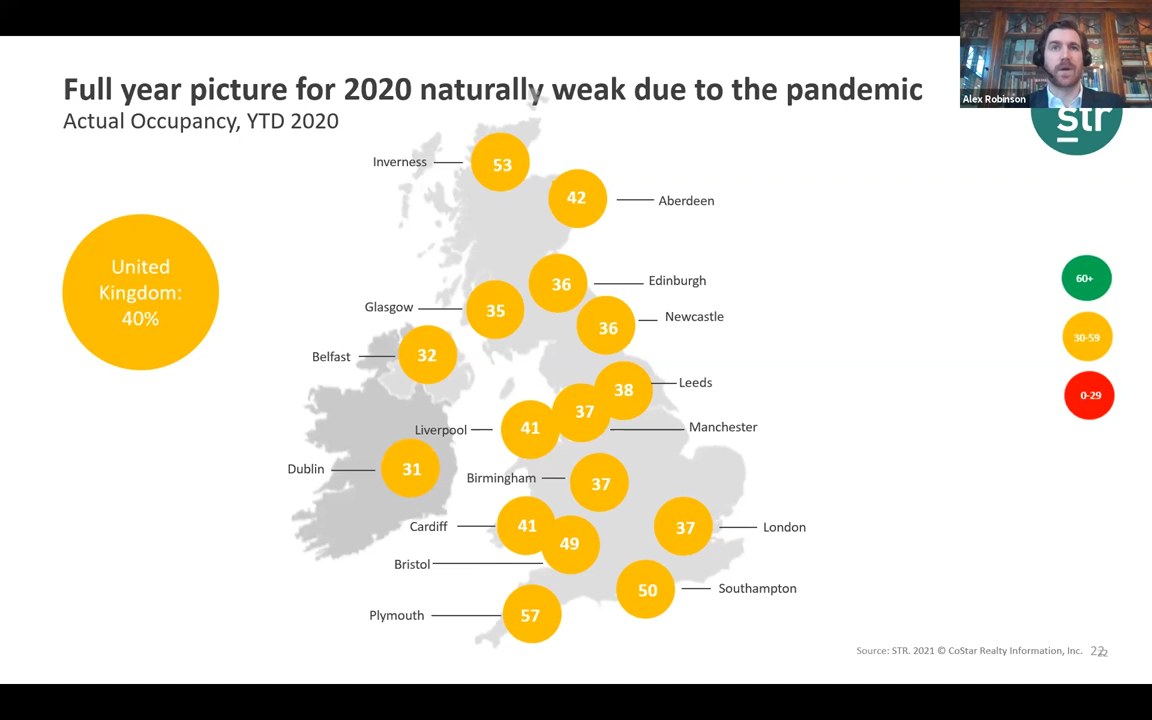 Full year picture for 2020 naturally weak due to the pandemic
Actual Occupancy, YTD 2020
Alex Robinson
str
Inverness
53
42
Aberdeen
United
Kingdom:
40%
60+
36
Edinburgh
Glasgow
35
36
Newcastle
30-59
Belfast
32
38
Leeds
0-29
37
Liverpool
41
Manchester
Dublin
31
Birmingham
37
Cardiff
41
49
37
London
Bristol
50
Southampton
Plymouth
57
Source: STR. 2021 © CoStar Realty Information, Inc.
22
22